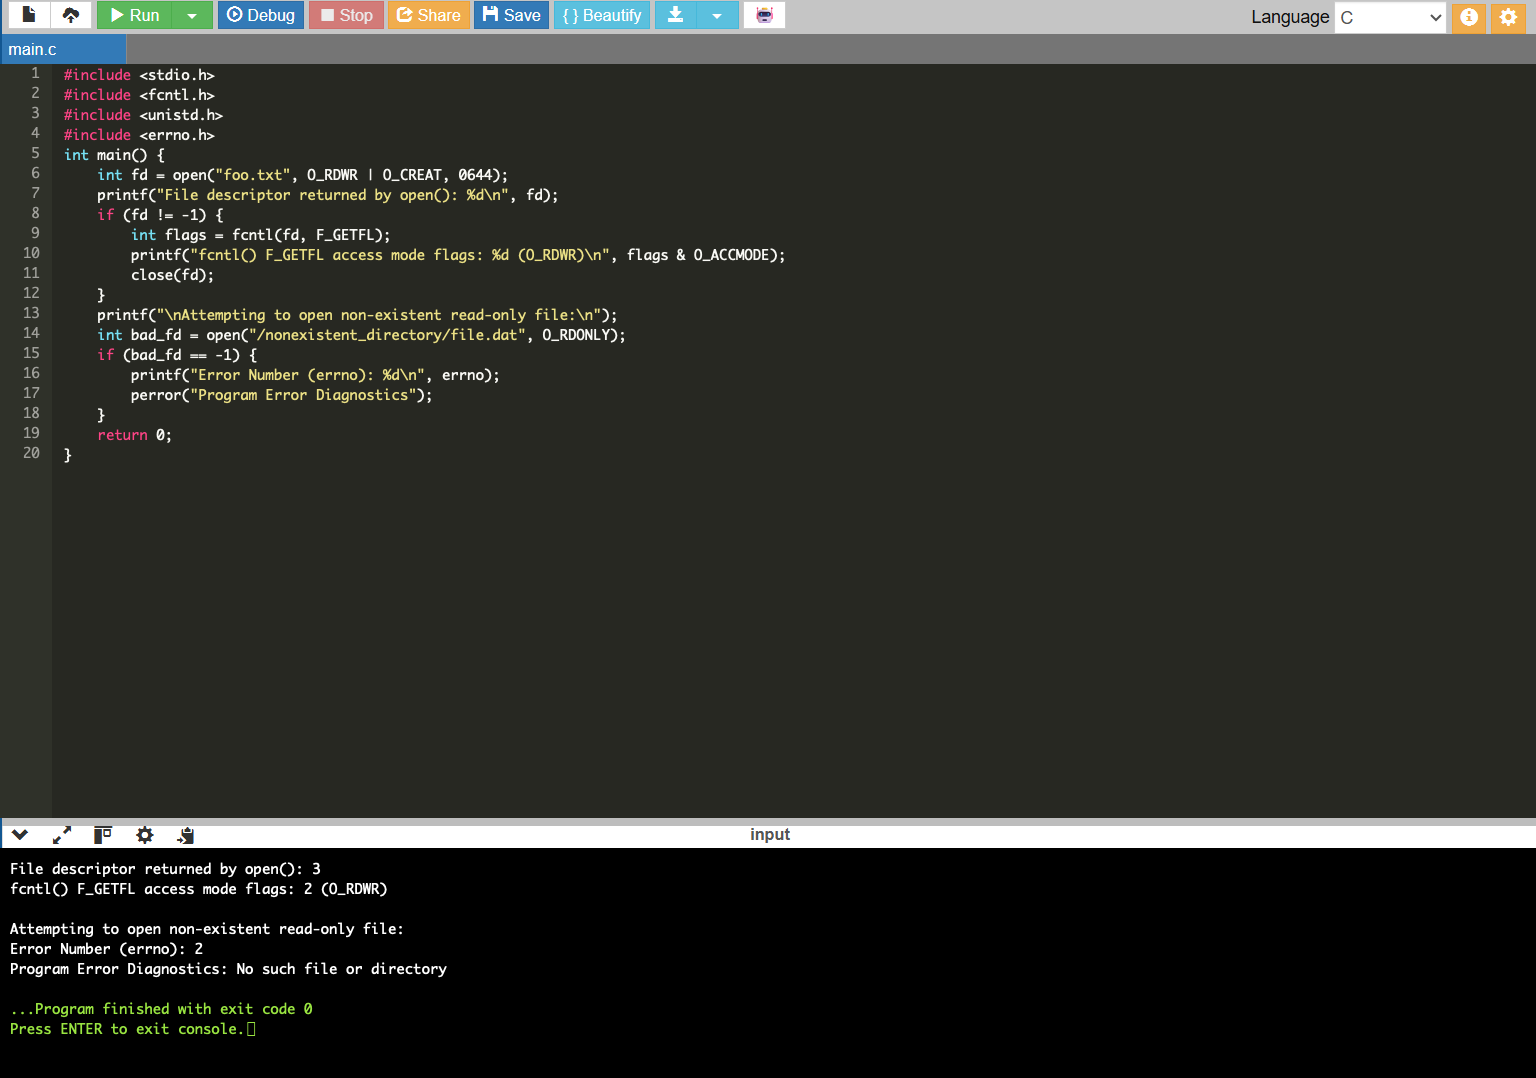 Run Debug Stop Share Save { } Beautify Language C
main.c
1 #include <stdio.h>
2 #include <fcntl.h>
3 #include <unistd.h>
4 #include <errno.h>
5 int main() {
6     int fd = open("foo.txt", O_RDWR | O_CREAT, 0644);
7     printf("File descriptor returned by open(): %d\n", fd);
8     if (fd != -1) {
9         int flags = fcntl(fd, F_GETFL);
10         printf("fcntl() F_GETFL access mode flags: %d (O_RDWR)\n", flags & O_ACCMODE);
11         close(fd);
12     }
13     printf("\nAttempting to open non-existent read-only file:\n");
14     int bad_fd = open("/nonexistent_directory/file.dat", O_RDONLY);
15     if (bad_fd == -1) {
16         printf("Error Number (errno): %d\n", errno);
17         perror("Program Error Diagnostics");
18     }
19     return 0;
20 }
input
File descriptor returned by open(): 3
fcntl() F_GETFL access mode flags: 2 (O_RDWR)
Attempting to open non-existent read-only file:
Error Number (errno): 2
Program Error Diagnostics: No such file or directory
...Program finished with exit code 0
Press ENTER to exit console.